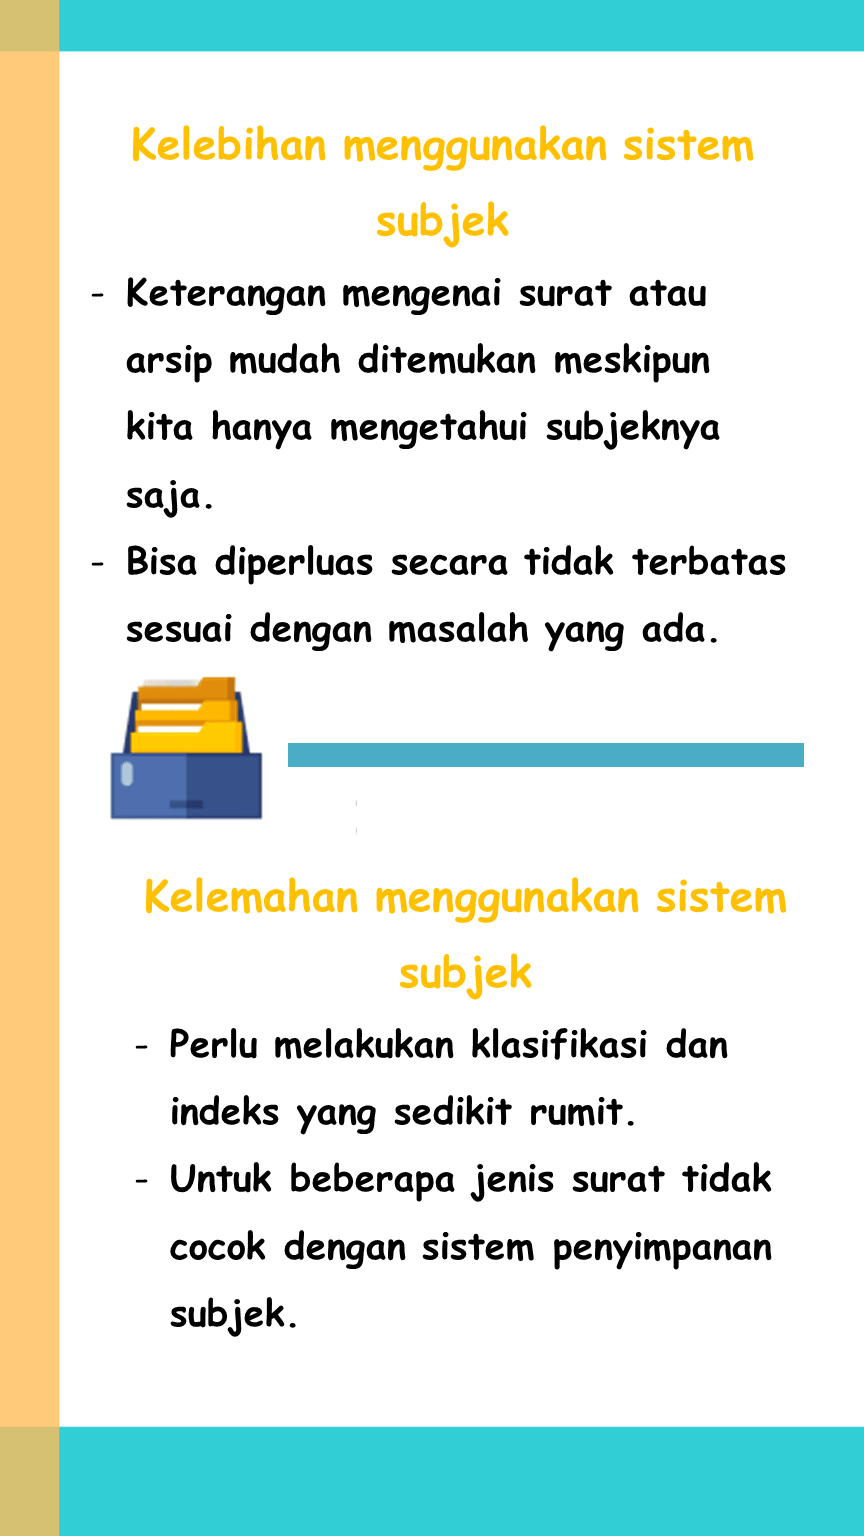 Kelebihan menggunakan sistem
subjek
- Keterangan mengenai surat atau
arsip mudah ditemukan meskipun
kita hanya mengetahui subjeknya
saja.
- Bisa diperluas secara tidak terbatas
sesuai dengan masalah yang ada.
Kelemahan menggunakan sistem
subjek
- Perlu melakukan klasifikasi dan
indeks yang sedikit rumit.
- Untuk beberapa jenis surat tidak
cocok dengan sistem penyimpanan
subjek.